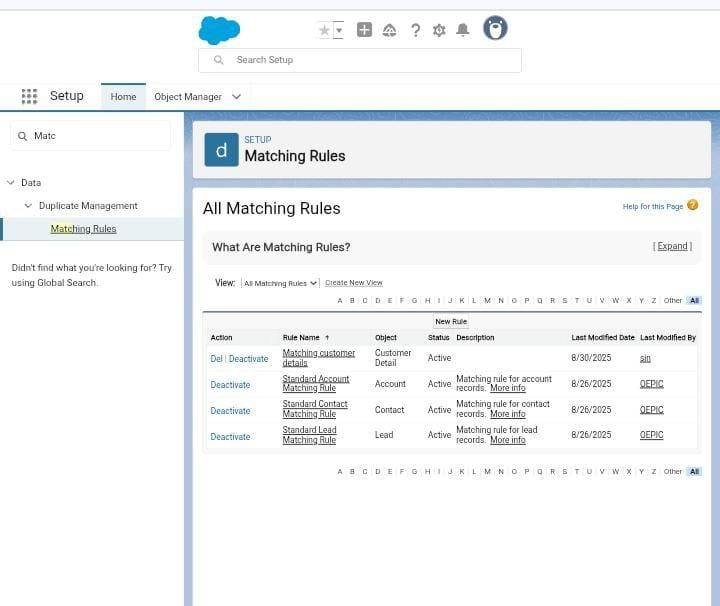 Search Setup
Setup Home Object Manager
Matc
Data
Duplicate Management
Matching Rules
Didn't find what you're looking for? Try
using Global Search.
d
SETUP
Matching Rules
All Matching Rules
Help for this Page ?
What Are Matching Rules?
[ Expand ]
View: All Matching Rules Create New View
A B C D E F G H I J K L M N O P Q R S T U V W X Y Z Other All
New Rule
Action Rule Name ↑ Object Status Description Last Modified Date Last Modified By
Del | Deactivate Matching customer details Customer Detail Active 8/30/2025 sin
Deactivate Standard Account Matching Rule Account Active Matching rule for account records. More info 8/26/2025 OEPIC
Deactivate Standard Contact Matching Rule Contact Active Matching rule for contact records. More info 8/26/2025 OEPIC
Deactivate Standard Lead Matching Rule Lead Active Matching rule for lead records. More info 8/26/2025 OEPIC
A B C D E F G H I J K L M N O P Q R S T U V W X Y Z Other All